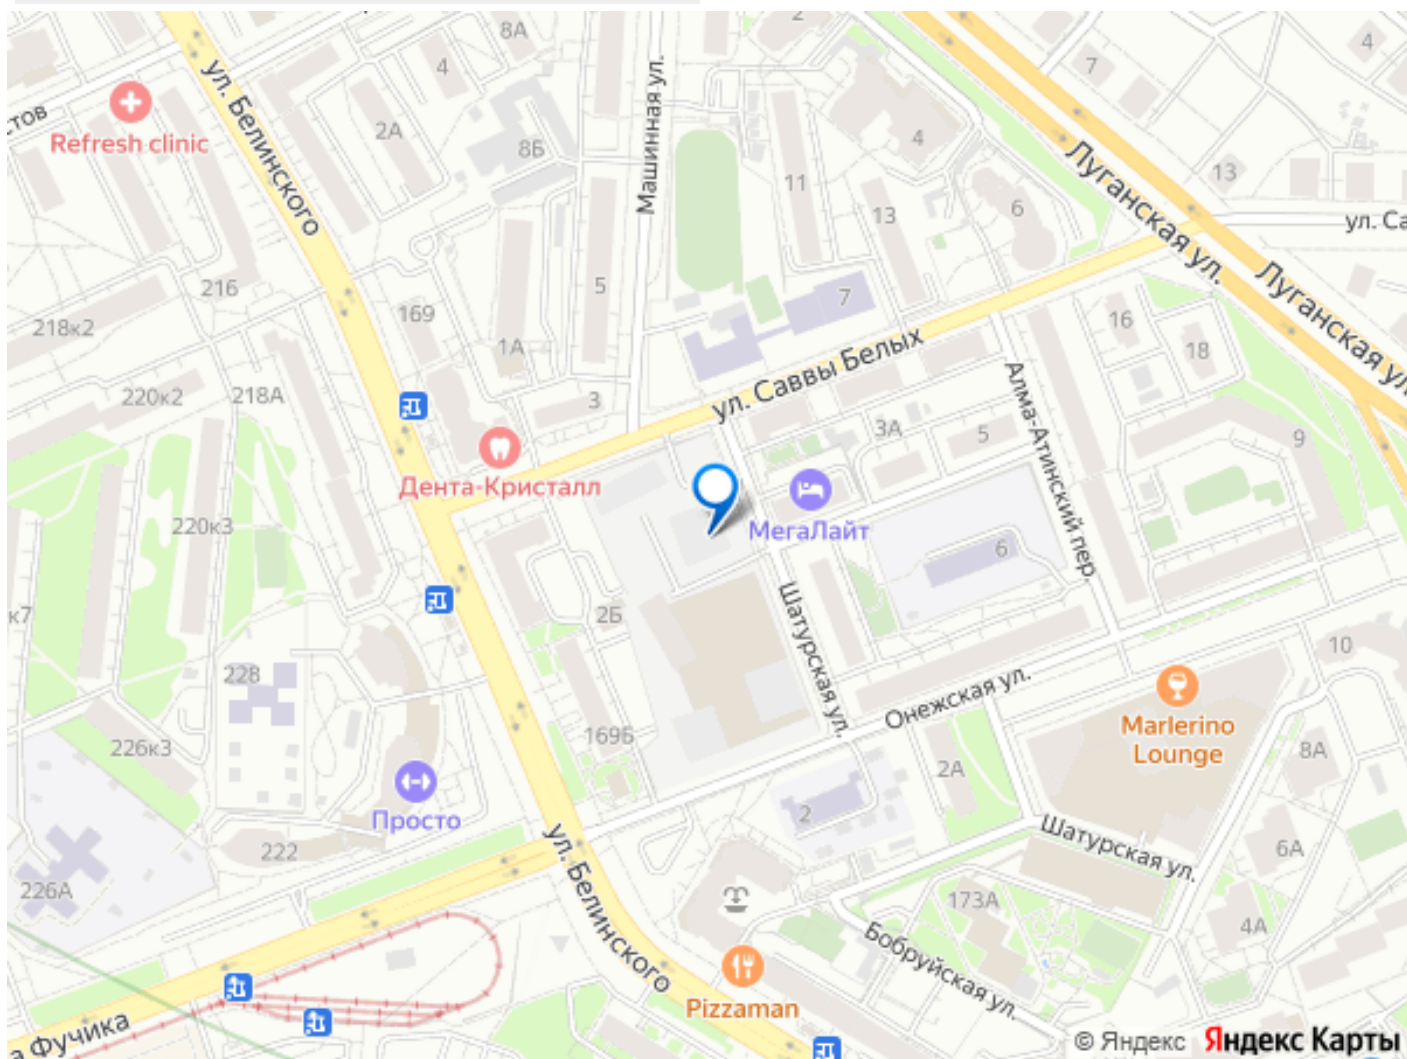 8А
2
4
4
7
ул. Белинского
2А
Машинная ул.
тов
Refresh clinic
8Б
4
Луганская ул.
11
13
13
6
ул. Са
216
5
7
Луганская ул.
218к2
169
16
1А
18
ул. Саввы Белых
220к2
218А
3
Алма-Атинский пер.
3А
5
9
Дента-Кристалл
220к3
МегаЛайт
6
к7
2Б
Шатурская ул.
228
10
Онежская ул.
Marlerino
Lounge
169Б
226к3
8А
2А
Просто
2
Шатурская ул.
222
6А
ул. Белинского
226А
173А
4А
Бобруйская ул.
Pizzaman
а Фучика
© Яндекс Яндекс Карты